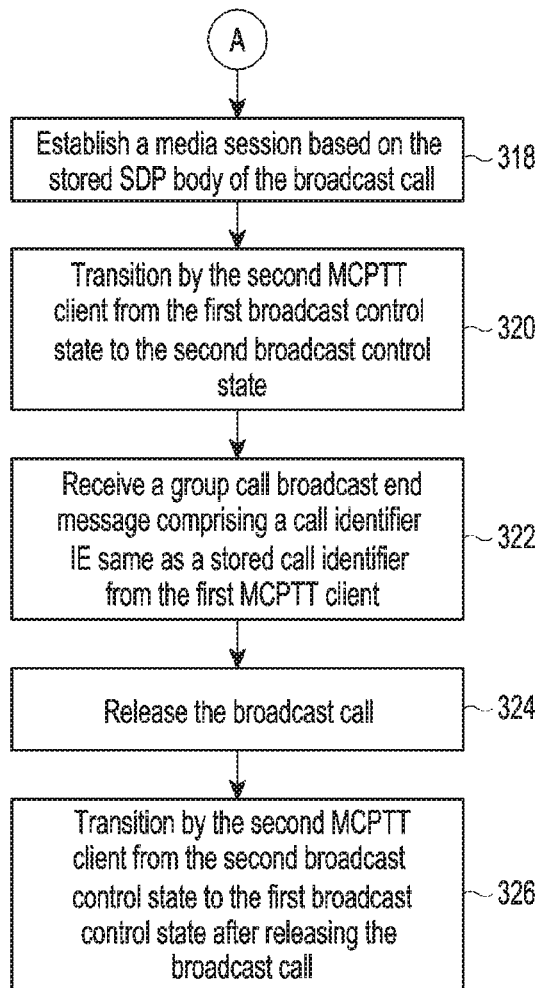 A
Establish a media session based on the
stored SDP body of the broadcast call
318
Transition by the second MCPTT
client from the first broadcast control
state to the second broadcast control
state
320
Receive a group call broadcast end
message comprising a call identifier
IE same as a stored call identifier
from the first MCPTT client
322
Release the broadcast call
324
Transition by the second MCPTT
client from the second broadcast
control state to the first broadcast
control state after releasing the
broadcast call
326